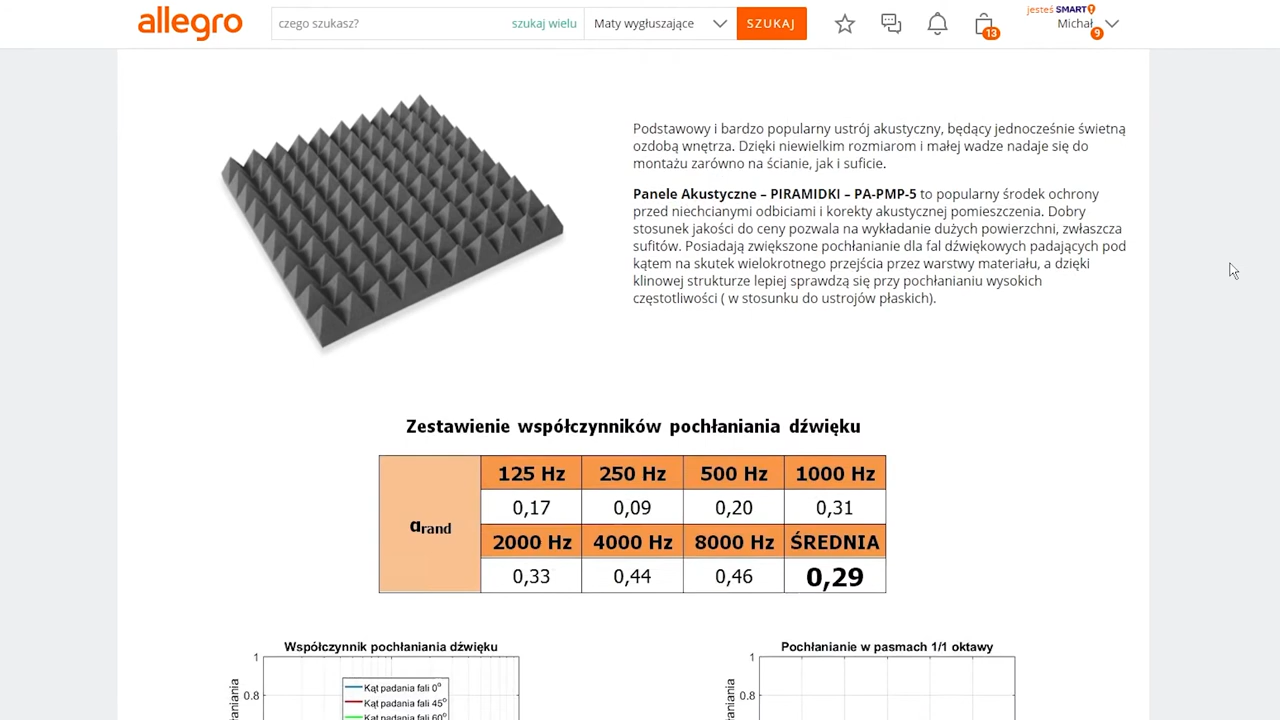 allegro
czego szukasz?
szukaj wielu
Maty wygłuszające
SZUKAJ
13
jesteś SMART!
Michał
9
Podstawowy i bardzo popularny ustrój akustyczny, będący jednocześnie świetną
ozdobą wnętrza. Dzięki niewielkim rozmiarom i małej wadze nadaje się do
montażu zarówno na ścianie, jak i suficie.
Panele Akustyczne – PIRAMIDKI – PA-PMP-5 to popularny środek ochrony
przed niechcianymi odbiciami i korekty akustycznej pomieszczenia. Dobry
stosunek jakości do ceny pozwala na wykładanie dużych powierzchni, zwłaszcza
sufitów. Posiadają zwiększone pochłanianie dla fal dźwiękowych padających pod
kątem na skutek wielokrotnego przejścia przez warstwy materiału, a dzięki
klinowej strukturze lepiej sprawdzą się przy pochłanianiu wysokich
częstotliwości ( w stosunku do ustrojów płaskich).
Zestawienie współczynników pochłaniania dźwięku
αrand
125 Hz 250 Hz 500 Hz 1000 Hz
0,17 0,09 0,20 0,31
2000 Hz 4000 Hz 8000 Hz ŚREDNIA
0,33 0,44 0,46 0,29
Współczynnik pochłaniania dźwięku
1
0.8
Kąt padania fali 0°
Kąt padania fali 45°
Kąt padania fali 60°
Pochłanianie w pasmach 1/1 oktawy
1
0.8